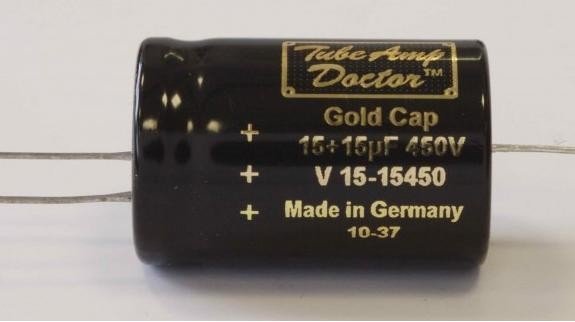 Tube Amp
Doctor™
Gold Cap
+ 15+15µF 450V
+ V 15-15450
+ Made in Germany
10-37